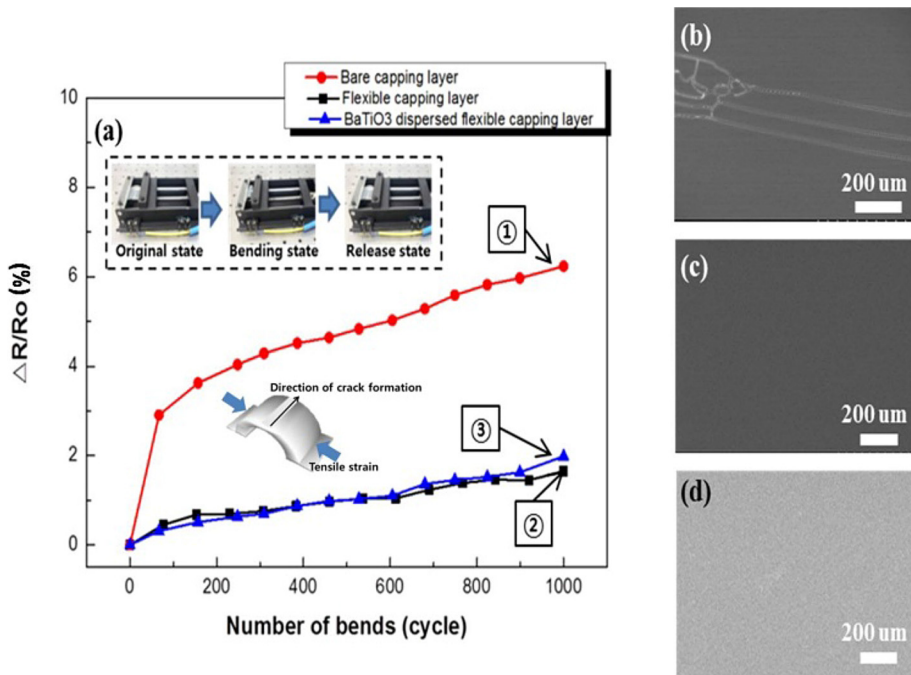 Bare capping layer
Flexible capping layer
BaTiO3 dispersed flexible capping layer
(a)
Original state
Bending state
Release state
Direction of crack formation
Tensile strain
①
③
②
△R/Ro (%)
10
8
6
4
2
0
0 200 400 600 800 1000
Number of bends (cycle)
(b)
200 um
(c)
200 um
(d)
200 um